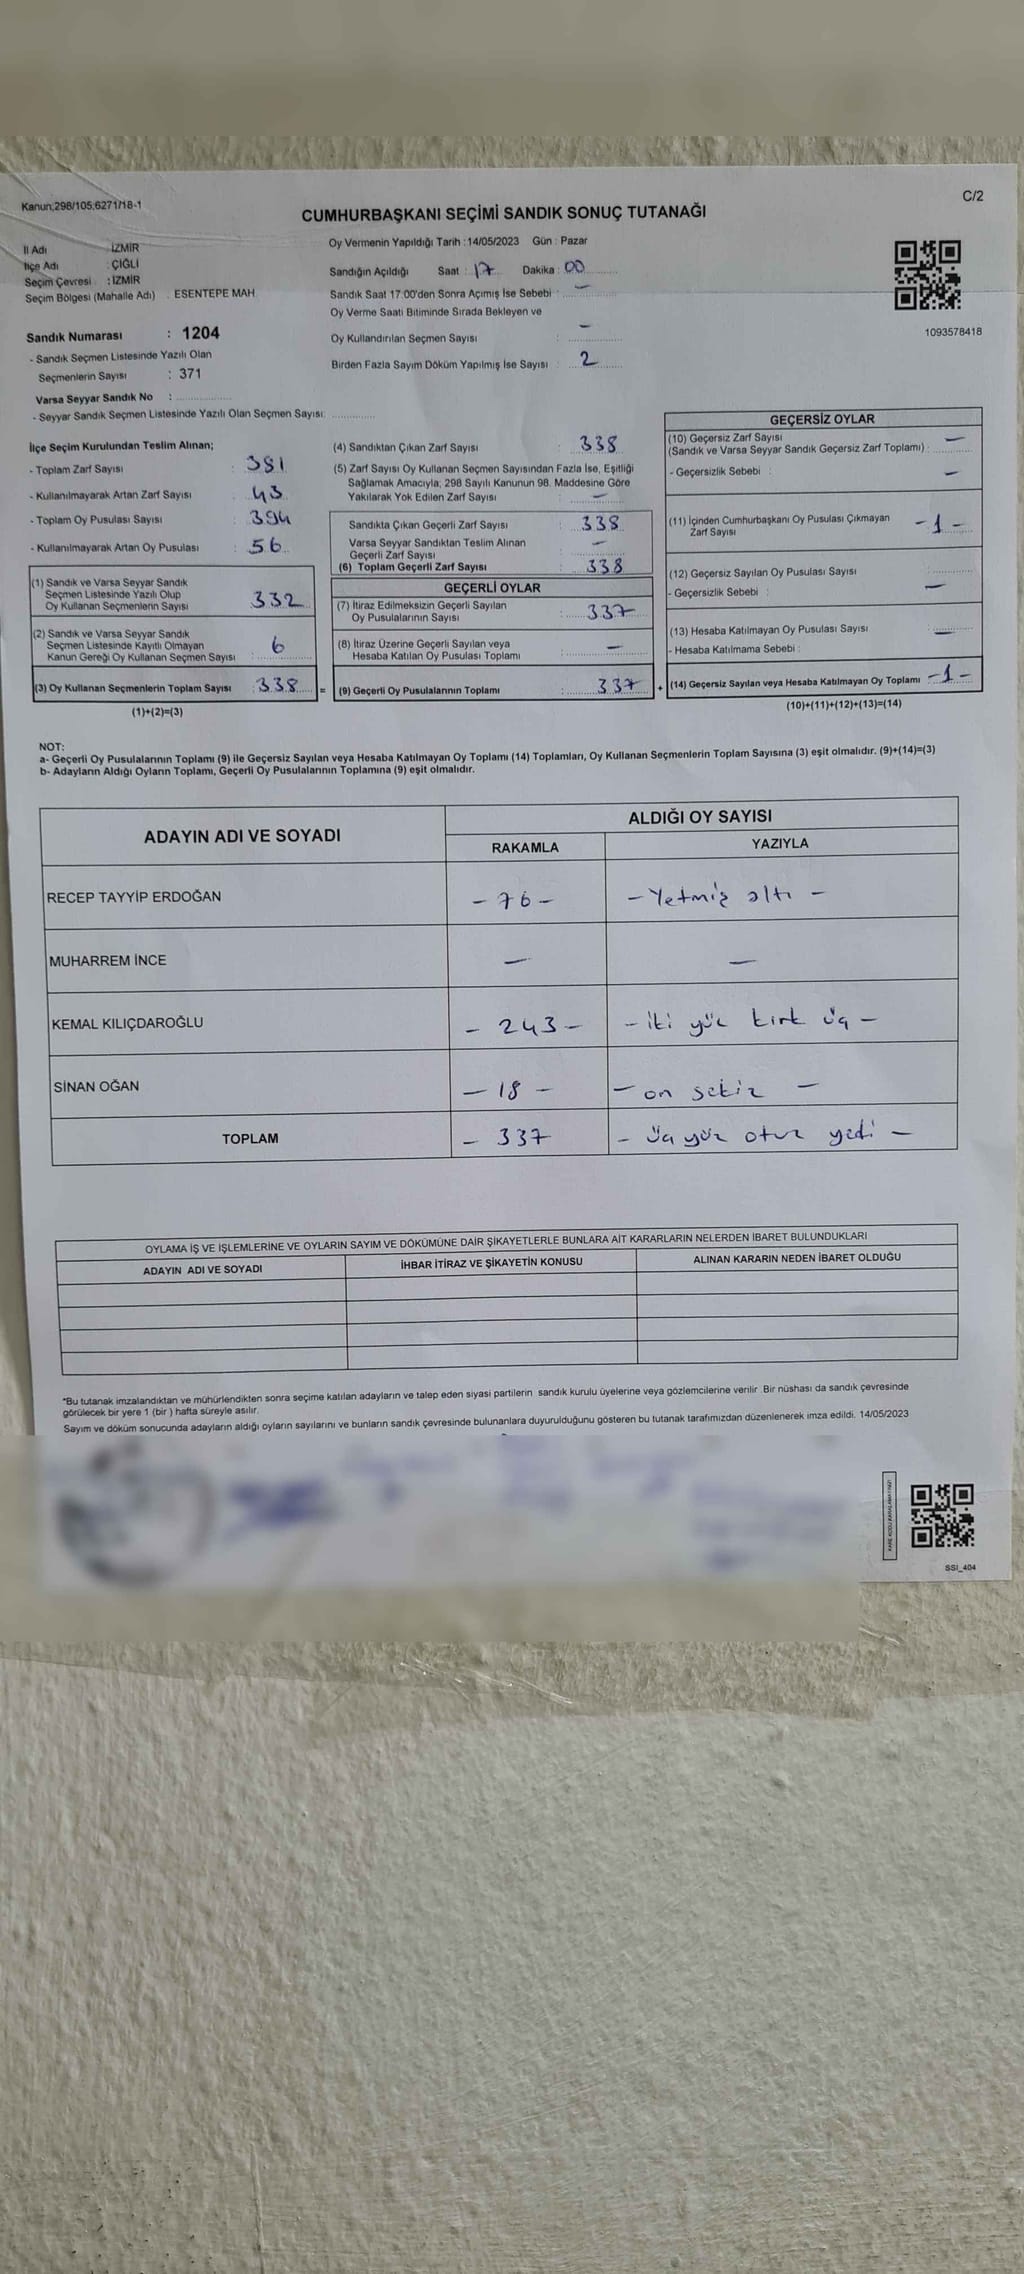 Kanun;298/105,6271/18-1
C/2
CUMHURBAŞKANI SEÇİMİ SANDIK SONUÇ TUTANAĞI
İl Adı : İZMİR
İlçe Adı : ÇİĞLİ
Seçim Çevresi : İZMİR
Seçim Bölgesi (Mahalle Adı) : ESENTEPE MAH.
Oy Vermenin Yapıldığı Tarih : 14/05/2023 Gün : Pazar
Sandığın Açıldığı Saat : 17 Dakika : 00
Sandık Saat 17.00'den Sonra Açımış İse Sebebi : —
Oy Verme Saati Bitiminde Sırada Bekleyen ve
Oy Kullandırılan Seçmen Sayısı : —
Birden Fazla Sayım Döküm Yapılmış İse Sayısı : 2
1093578418
Sandık Numarası : 1204
- Sandık Seçmen Listesinde Yazılı Olan
Seçmenlerin Sayısı : 371
Varsa Seyyar Sandık No :
- Seyyar Sandık Seçmen Listesinde Yazılı Olan Seçmen Sayısı:
İlçe Seçim Kurulundan Teslim Alınan;
- Toplam Zarf Sayısı : 381
- Kullanılmayarak Artan Zarf Sayısı : 43
- Toplam Oy Pusulası Sayısı : 394
- Kullanılmayarak Artan Oy Pusulası : 56
(1) Sandık ve Varsa Seyyar Sandık
Seçmen Listesinde Yazılı Olup
Oy Kullanan Seçmenlerin Sayısı 332
(2) Sandık ve Varsa Seyyar Sandık
Seçmen Listesinde Kayıtlı Olmayan
Kanun Gereği Oy Kullanan Seçmen Sayısı : 6
(3) Oy Kullanan Seçmenlerin Toplam Sayısı : 338 =
(1)+(2)=(3)
(4) Sandıktan Çıkan Zarf Sayısı : 338
(5) Zarf Sayısı Oy Kullanan Seçmen Sayısından Fazla İse, Eşitliği
Sağlamak Amacıyla, 298 Sayılı Kanunun 98. Maddesine Göre
Yakılarak Yok Edilen Zarf Sayısı : —
Sandıkta Çıkan Geçerli Zarf Sayısı : 338
Varsa Seyyar Sandıktan Teslim Alınan
Geçerli Zarf Sayısı : —
(6) Toplam Geçerli Zarf Sayısı : 338
GEÇERLİ OYLAR
(7) İtiraz Edilmeksizin Geçerli Sayılan
Oy Pusulalarının Sayısı : 337
(8) İtiraz Üzerine Geçerli Sayılan veya
Hesaba Katılan Oy Pusulası Toplamı : —
(9) Geçerli Oy Pusulalarının Toplamı : 337 +
GEÇERSİZ OYLAR
(10) Geçersiz Zarf Sayısı —
(Sandık ve Varsa Seyyar Sandık Geçersiz Zarf Toplamı) :
- Geçersizlik Sebebi : —
(11) İçinden Cumhurbaşkanı Oy Pusulası Çıkmayan
Zarf Sayısı -1-
(12) Geçersiz Sayılan Oy Pusulası Sayısı
- Geçersizlik Sebebi : —
(13) Hesaba Katılmayan Oy Pusulası Sayısı —
- Hesaba Katılmama Sebebi :
(14) Geçersiz Sayılan veya Hesaba Katılmayan Oy Toplamı -1-
(10)+(11)+(12)+(13)=(14)
NOT:
a- Geçerli Oy Pusulalarının Toplamı (9) ile Geçersiz Sayılan veya Hesaba Katılmayan Oy Toplamı (14) Toplamları, Oy Kullanan Seçmenlerin Toplam Sayısına (3) eşit olmalıdır. (9)+(14)=(3)
b- Adayların Aldığı Oyların Toplamı, Geçerli Oy Pusulalarının Toplamına (9) eşit olmalıdır.
ADAYIN ADI VE SOYADI
ALDIĞI OY SAYISI
RAKAMLA YAZIYLA
RECEP TAYYİP ERDOĞAN - 76 - - Yetmiş altı -
MUHARREM İNCE — —
KEMAL KILIÇDAROĞLU - 243 - - iki yüz kırk üç -
SİNAN OĞAN - 18 - - on sekiz -
TOPLAM - 337 - üç yüz otuz yedi -
OYLAMA İŞ VE İŞLEMLERİNE VE OYLARIN SAYIM VE DÖKÜMÜNE DAİR ŞİKAYETLERLE BUNLARA AİT KARARLARIN NELERDEN İBARET BULUNDUKLARI
ADAYIN ADI VE SOYADI İHBAR İTİRAZ VE ŞİKAYETİN KONUSU ALINAN KARARIN NEDEN İBARET OLDUĞU
*Bu tutanak imzalandıktan ve mühürlendikten sonra seçime katılan adayların ve talep eden siyasi partilerin sandık kurulu üyelerine veya gözlemcilerine verilir. Bir nüshası da sandık çevresinde
görülecek bir yere 1 (bir ) hafta süreyle asılır.
Sayım ve döküm sonucunda adayların aldığı oyların sayılarını ve bunların sandık çevresinde bulunanlara duyurulduğunu gösteren bu tutanak tarafımızdan düzenlenerek imza edildi. 14/05/2023
SSI_404